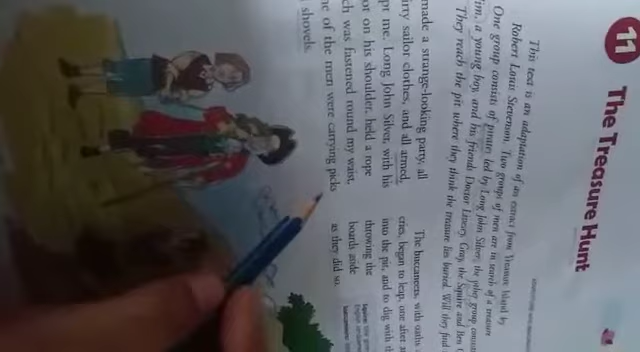 11
The Treasure Hunt
This text is an adaptation of an extract from Treasure Island by
Robert Louis Stevenson. Two groups of men are in search of a treasure
One group consists of pirates led by Long John Silver; the other group
Jim, a young boy, and his friends Doctor Livesey, Gray, the Squire and Ben
They reach the pit where they think the treasure lies buried. Will they find
made a strange-looking party, all
sailor clothes, and all armed,
me. Long John Silver, with his
on his shoulder, held a rope
was fastened round my waist.
of the men were carrying picks
shovels.
The buccaneers, with oaths
cries, began to leap, one after
into the pit, and to dig with
throwing the
boards aside
as they did so.